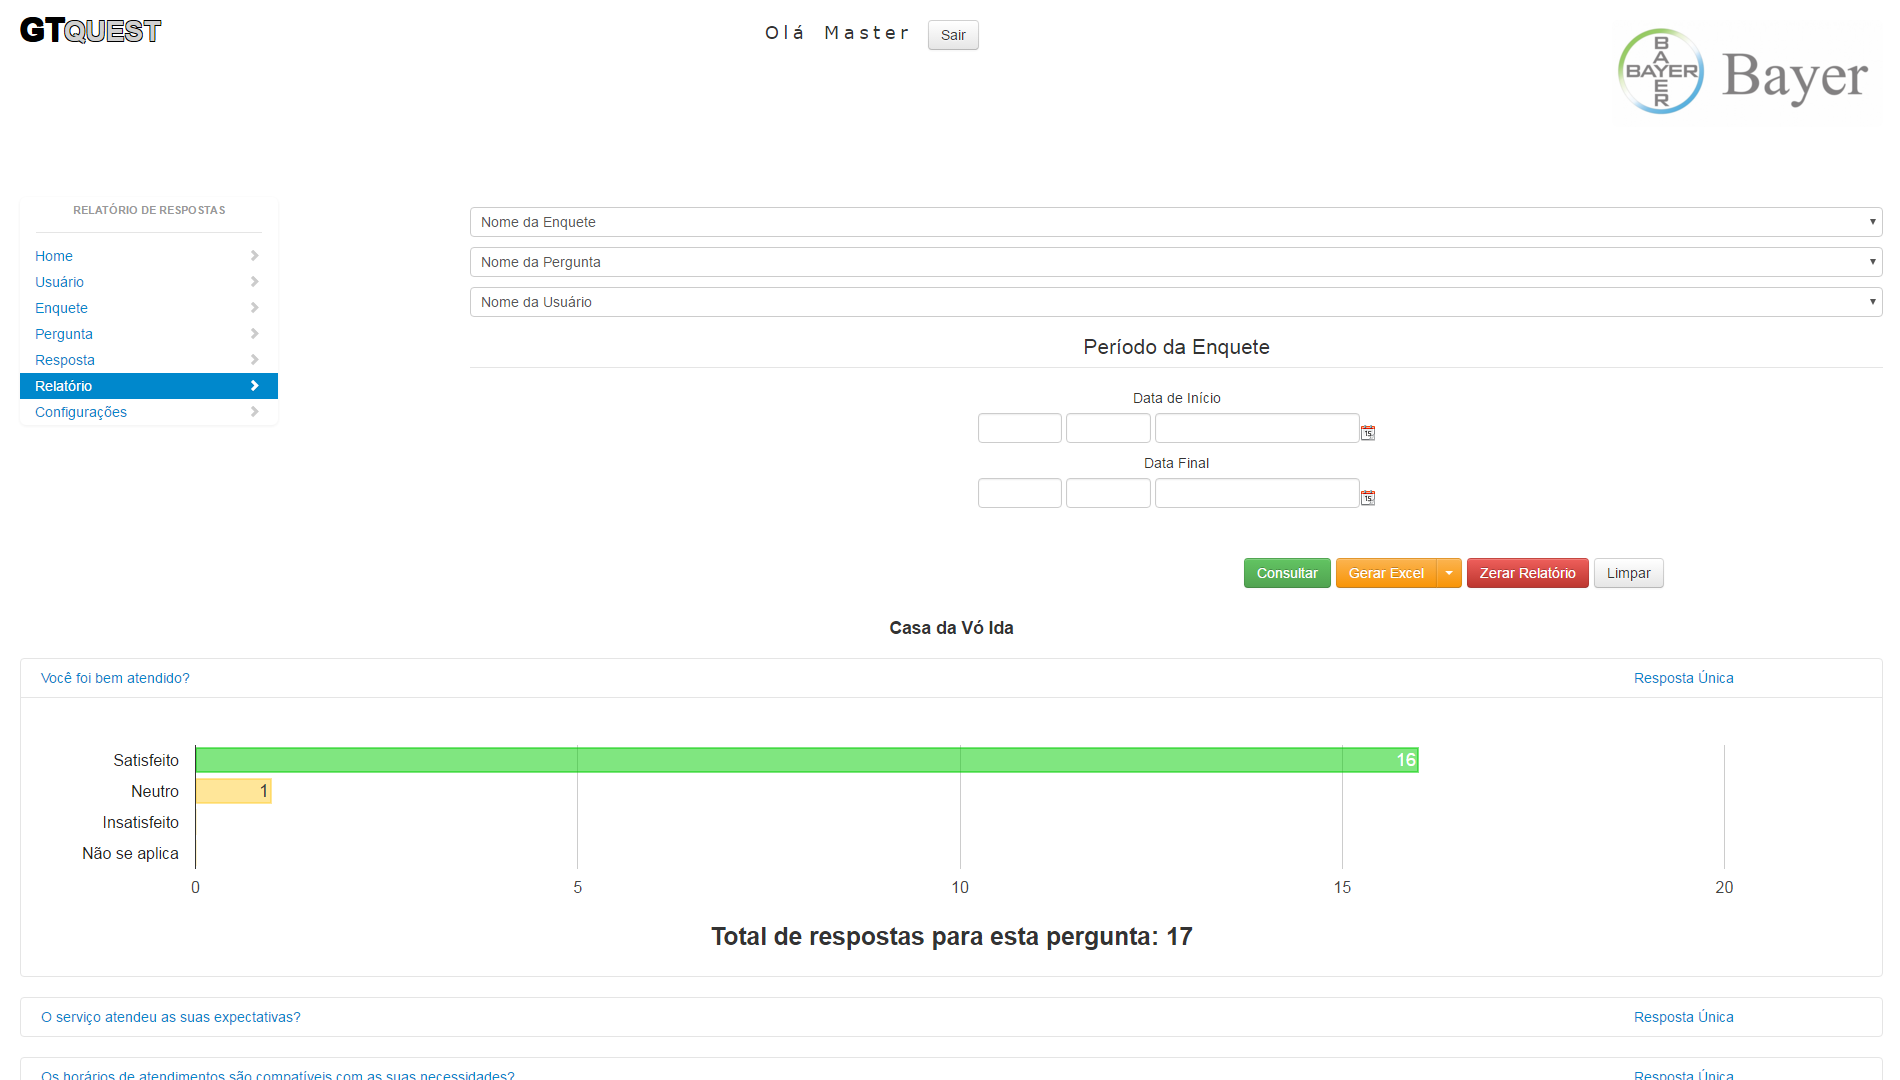 GTQUEST
Olá Master
Sair
BAYER
BAYER
Bayer
RELATÓRIO DE RESPOSTAS
Home
Usuário
Enquete
Pergunta
Resposta
Relatório
Configurações
Nome da Enquete
Nome da Pergunta
Nome da Usuário
Período da Enquete
Data de Início
15
Data Final
15
Consultar Gerar Excel Zerar Relatório Limpar
Casa da Vó Ida
Você foi bem atendido? Resposta Única
Satisfeito 16
Neutro 1
Insatisfeito
Não se aplica
0 5 10 15 20
Total de respostas para esta pergunta: 17
O serviço atendeu as suas expectativas? Resposta Única
Os horários de atendimentos são compatíveis com as suas necessidades? Resposta Única